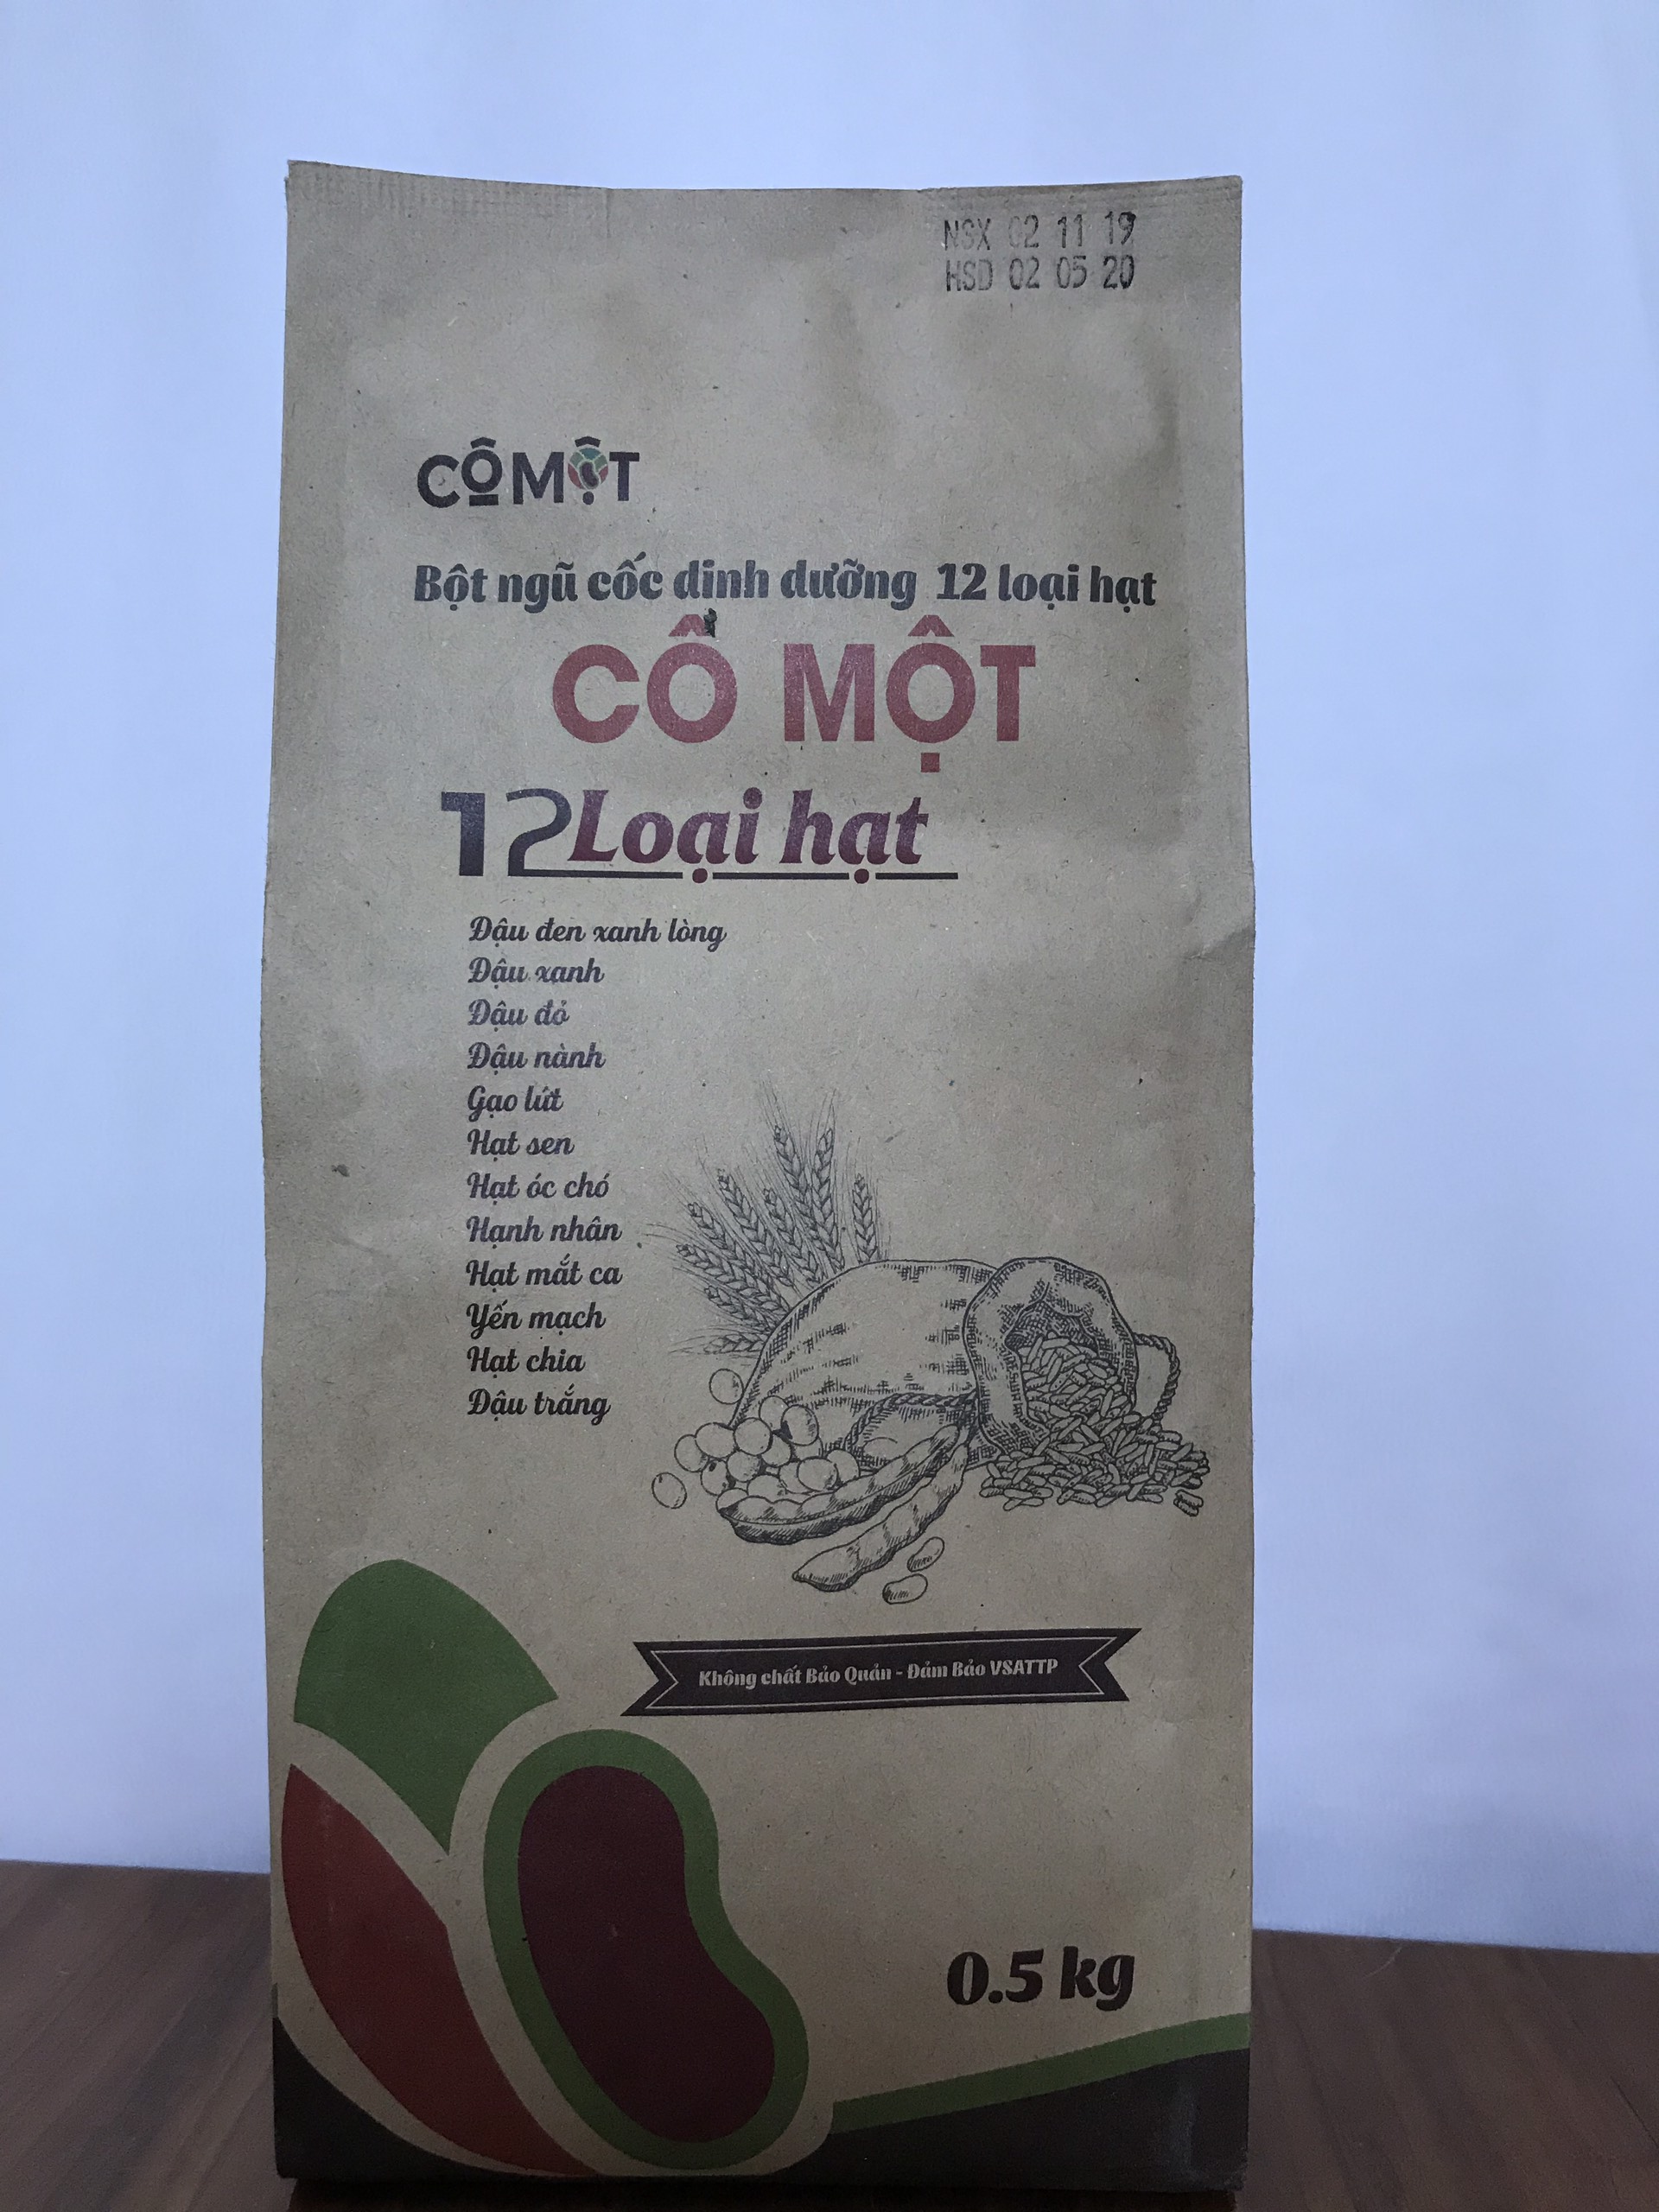 NSX 02 11 19
HSD 02 05 20
CÔ MỘT
Bột ngũ cốc dinh dưỡng 12 loại hạt
CÔ MỘT
12 Loại hạt
Đậu đen xanh lòng
Đậu xanh
Đậu đỏ
Đậu nành
Gạo lứt
Hạt sen
Hạt óc chó
Hạnh nhân
Hạt mắt ca
Yến mạch
Hạt chia
Đậu trắng
Không chất Bảo Quản - Đảm Bảo VSATTP
0.5 kg